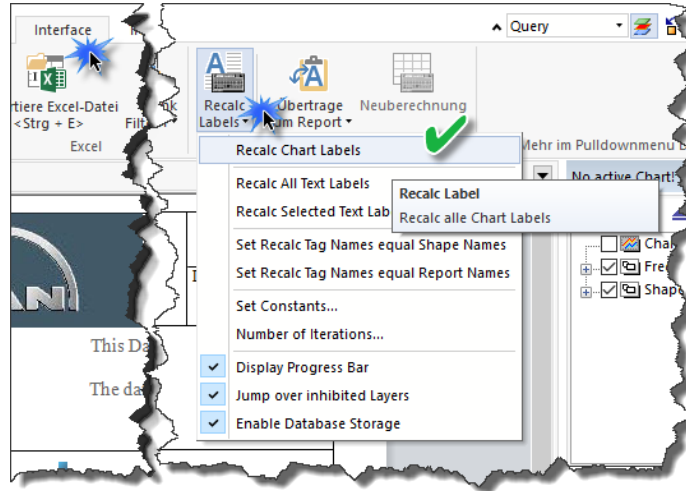 Interface
Query
rtiere Excel-Datei
<Strg + E>
Excel
Recalc
Labels
Übertrage
Report
Neuberechnung
Mehr im Pulldownmenu
Recalc Chart Labels
Recalc All Text Labels
Recalc Selected Text Lab
Recalc Label
Recalc alle Chart Labels
Set Recalc Tag Names equal Shape Names
Set Recalc Tag Names equal Report Names
Set Constants...
Number of Iterations...
Display Progress Bar
Jump over inhibited Layers
Enable Database Storage
No active Chart!
Cha
Fre
Shape
This Da
The da